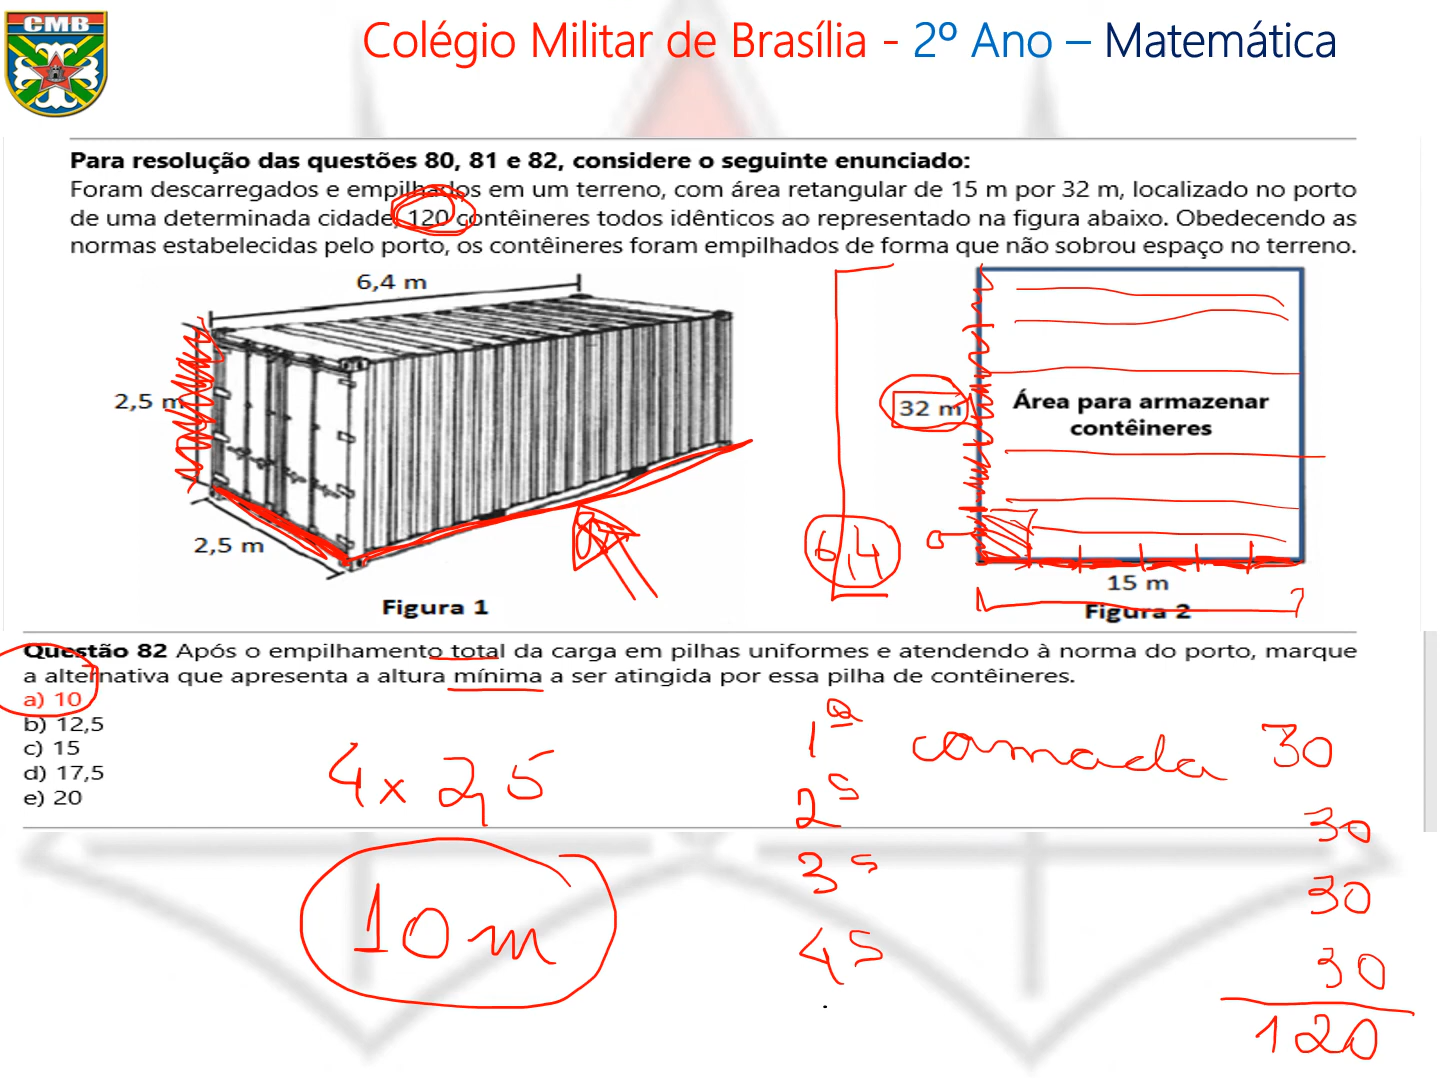 CMB
Colégio Militar de Brasília - 2º Ano – Matemática
Para resolução das questões 80, 81 e 82, considere o seguinte enunciado:
Foram descarregados e empilhados em um terreno, com área retangular de 15 m por 32 m, localizado no porto
de uma determinada cidade, 120 contêineres todos idênticos ao representado na figura abaixo. Obedecendo as
normas estabelecidas pelo porto, os contêineres foram empilhados de forma que não sobrou espaço no terreno.
6,4 m
2,5 m
2,5 m
Figura 1
32 m
Área para armazenar
contêineres
6,4
15 m
Figura 2
Questão 82 Após o empilhamento total da carga em pilhas uniformes e atendendo à norma do porto, marque
a alternativa que apresenta a altura mínima a ser atingida por essa pilha de contêineres.
a) 10
b) 12,5
c) 15
d) 17,5
e) 20
4 x 2,5
10 m
1ª camada 30
2ª 30
3ª 30
4ª 30
120